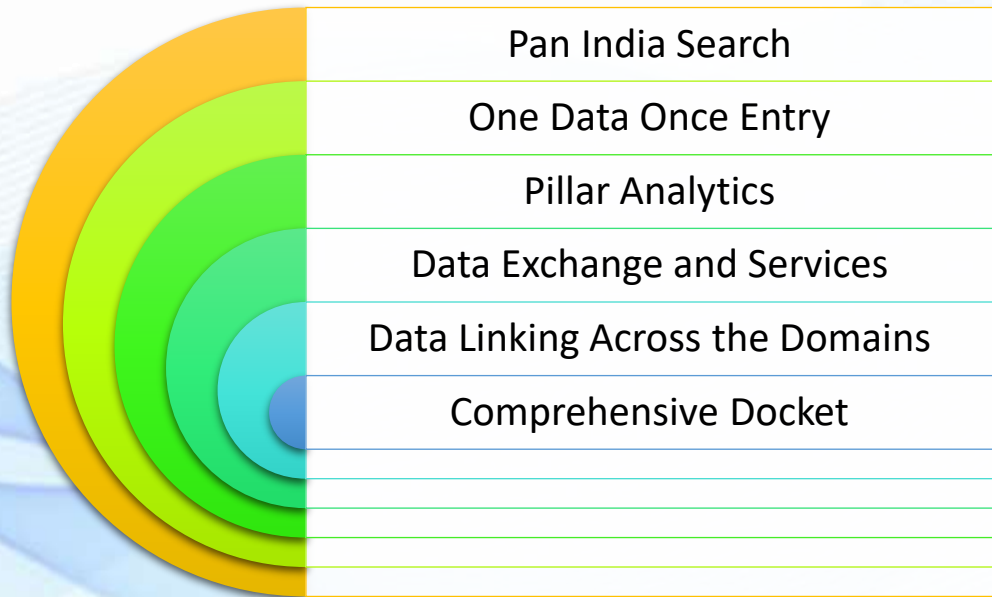 Pan India Search
One Data Once Entry
Pillar Analytics
Data Exchange and Services
Data Linking Across the Domains
Comprehensive Docket